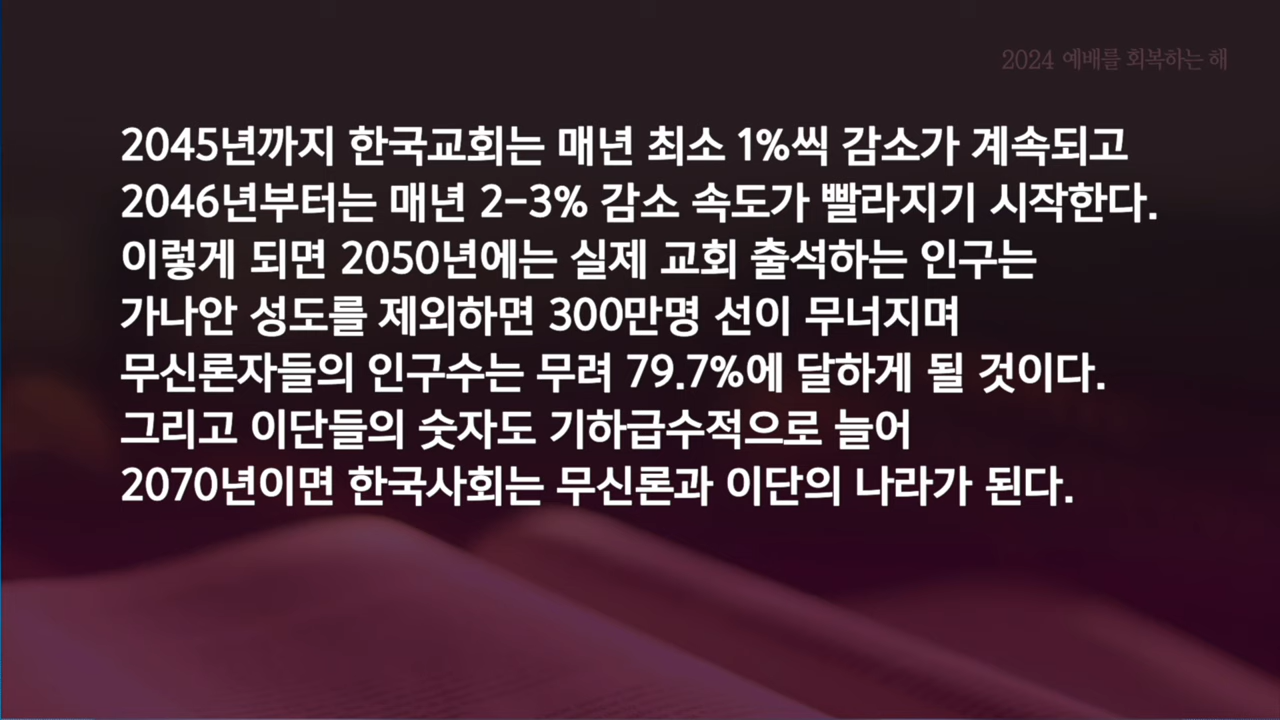 2024 예배를 회복하는 해
2045년까지 한국교회는 매년 최소 1%씩 감소가 계속되고
2046년부터는 매년 2-3% 감소 속도가 빨라지기 시작한다.
이렇게 되면 2050년에는 실제 교회 출석하는 인구는
가나안 성도를 제외하면 300만명 선이 무너지며
무신론자들의 인구수는 무려 79.7%에 달하게 될 것이다.
그리고 이단들의 숫자도 기하급수적으로 늘어
2070년이면 한국사회는 무신론과 이단의 나라가 된다.